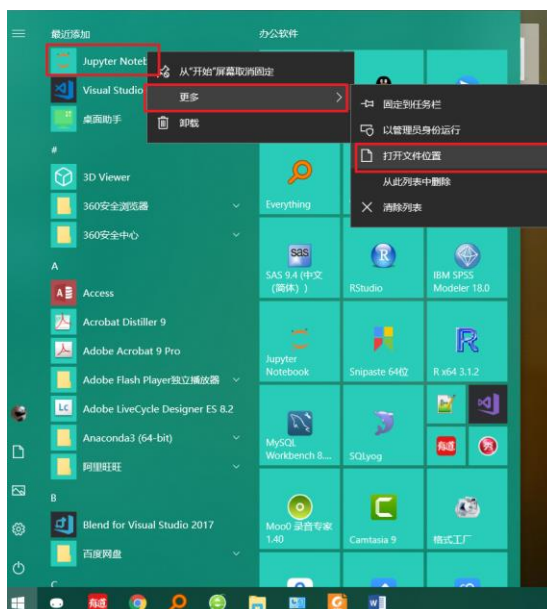 最近添加
办公软件
Jupyter Noteb
从"开始"屏幕取消固定
Visual Studio
更多
固定到任务栏
桌面助手
卸载
以管理员身份运行
打开文件位置
从此列表中删除
清除列表
#
3D Viewer
360安全浏览器
Everything
360安全中心
A
sas
SAS 9.4 (中文
(简体) )
R
RStudio
IBM SPSS
Modeler 18.0
Access
Acrobat Distiller 9
Adobe Acrobat 9 Pro
Jupyter
Notebook
Snipaste 64位
R x64 3.1.2
Adobe Flash Player独立播放器
Lc
Adobe LiveCycle Designer ES 8.2
Anaconda3 (64-bit)
MySQL
Workbench 8...
SQLyog
有道
阿里旺旺
B
Blend for Visual Studio 2017
Moo0 录音专家
1.40
Camtasia 9
格式工厂
百度网盘
C
有道